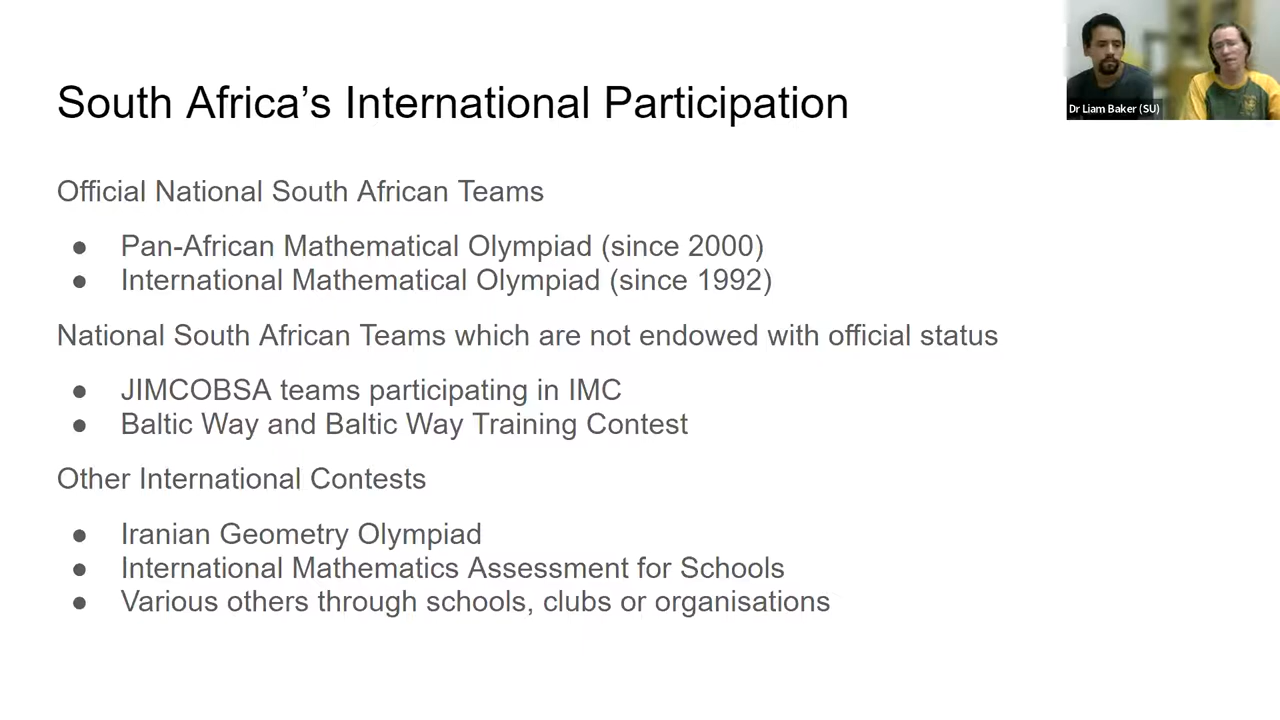 South Africa’s International Participation
Dr Liam Baker (SU)
Official National South African Teams
● Pan-African Mathematical Olympiad (since 2000)
● International Mathematical Olympiad (since 1992)
National South African Teams which are not endowed with official status
● JIMCOBSA teams participating in IMC
● Baltic Way and Baltic Way Training Contest
Other International Contests
● Iranian Geometry Olympiad
● International Mathematics Assessment for Schools
● Various others through schools, clubs or organisations